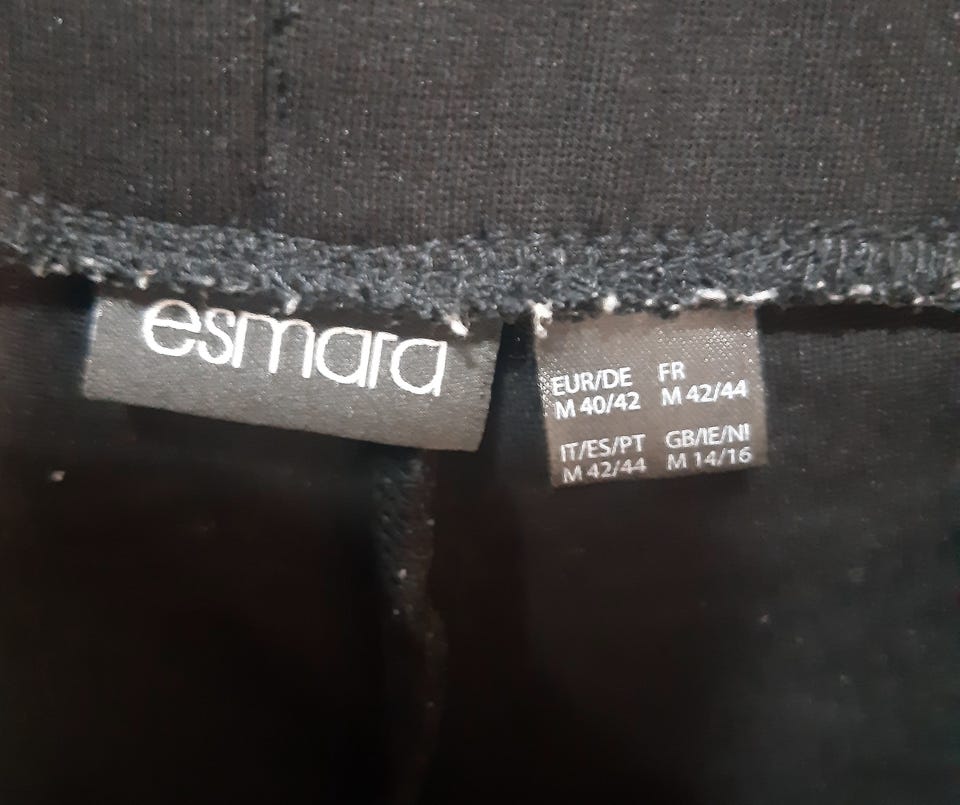 esmara
EUR/DE FR
M 40/42 M 42/44
IT/ES/PT GB/IE/NI
M 42/44 M 14/16